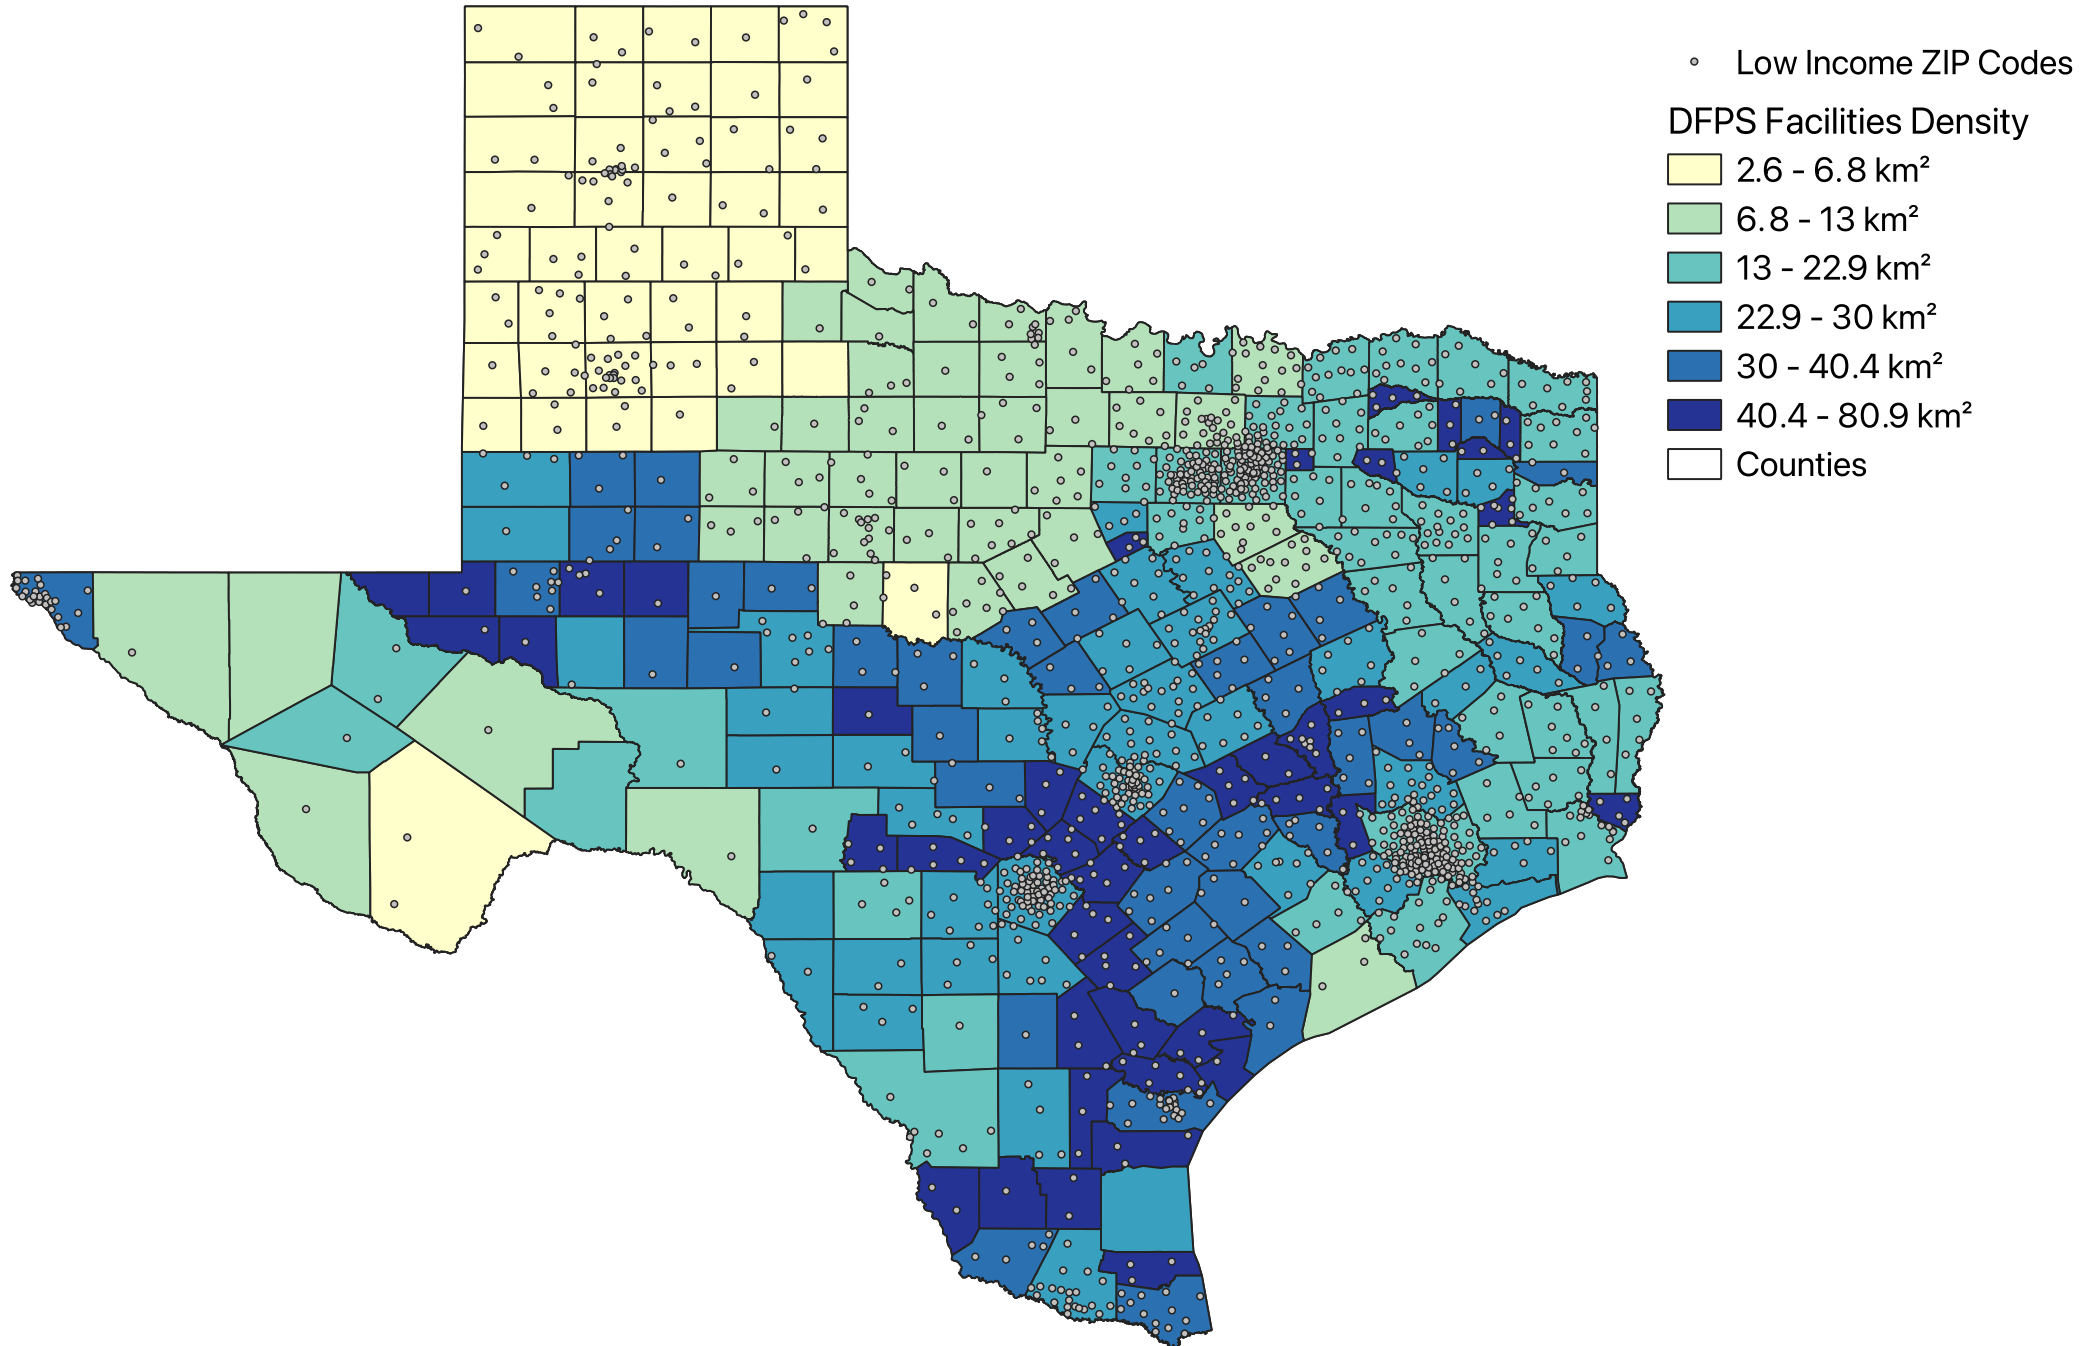 Low Income ZIP Codes
DFPS Facilities Density
2.6 - 6.8 km²
6.8 - 13 km²
13 - 22.9 km²
22.9 - 30 km²
30 - 40.4 km²
40.4 - 80.9 km²
Counties